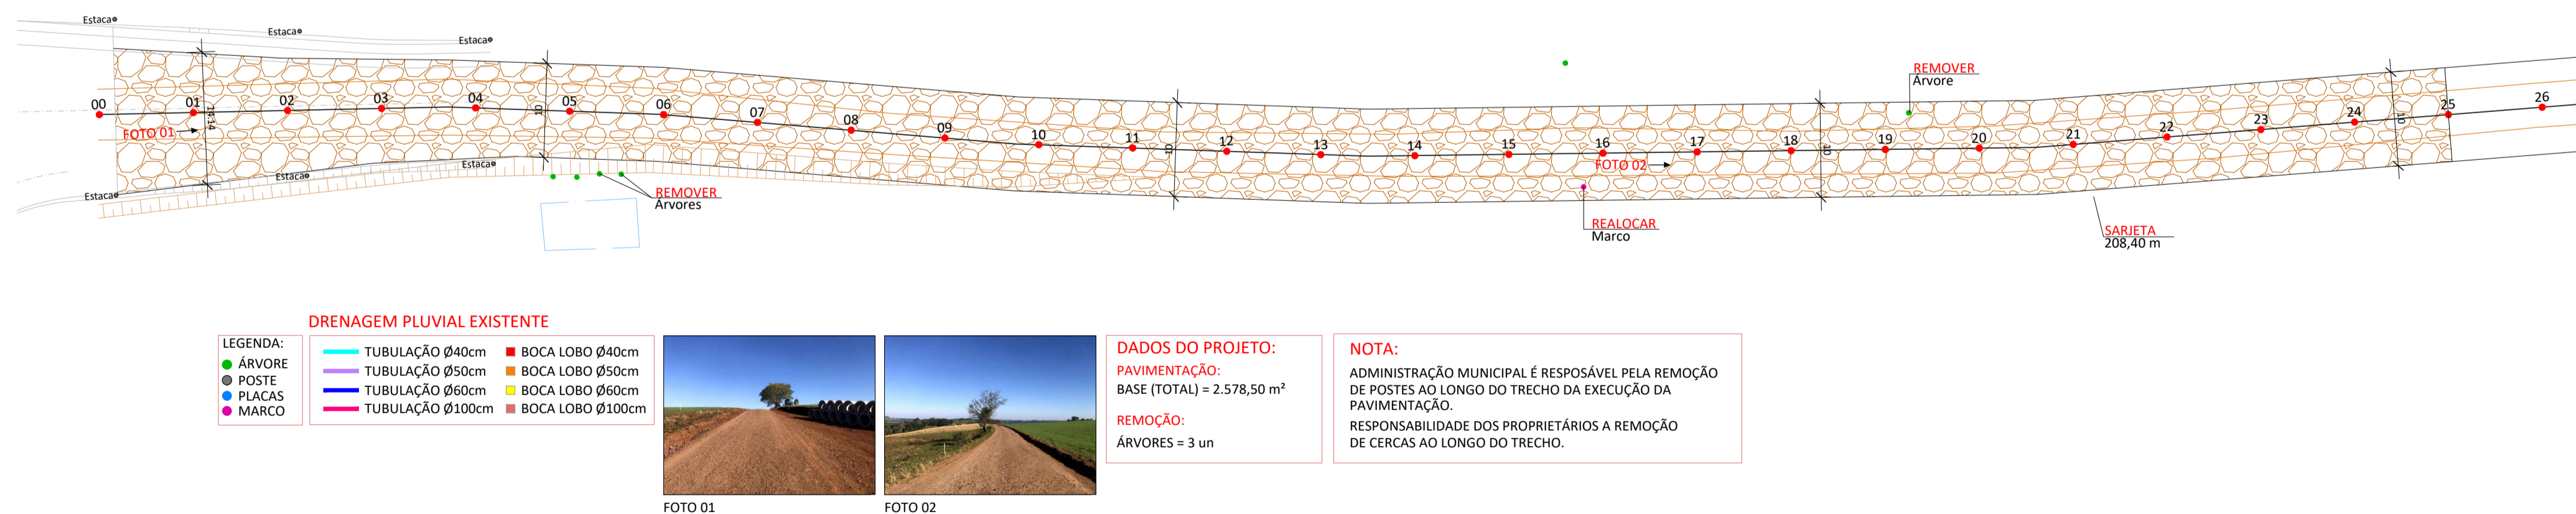 Estaca
Estaca
Estaca
00
01
02
03
04
05
06
07
08
09
10
11
12
13
14
15
16
17
18
19
20
21
22
23
24
25
26
14,14
10
10
10
10
FOTO 01
FOTO 02
Estaca
Estaca
Estaca
REMOVER
Árvores
REMOVER
Árvore
REALOCAR
Marco
SARJETA
208,40 m
DRENAGEM PLUVIAL EXISTENTE
LEGENDA:
ÁRVORE
POSTE
PLACAS
MARCO
TUBULAÇÃO Ø40cm
TUBULAÇÃO Ø50cm
TUBULAÇÃO Ø60cm
TUBULAÇÃO Ø100cm
BOCA LOBO Ø40cm
BOCA LOBO Ø50cm
BOCA LOBO Ø60cm
BOCA LOBO Ø100cm
FOTO 01
FOTO 02
DADOS DO PROJETO:
PAVIMENTAÇÃO:
BASE (TOTAL) = 2.578,50 m²
REMOÇÃO:
ÁRVORES = 3 un
NOTA:
ADMINISTRAÇÃO MUNICIPAL É RESPOSÁVEL PELA REMOÇÃO
DE POSTES AO LONGO DO TRECHO DA EXECUÇÃO DA
PAVIMENTAÇÃO.
RESPONSABILIDADE DOS PROPRIETÁRIOS A REMOÇÃO
DE CERCAS AO LONGO DO TRECHO.